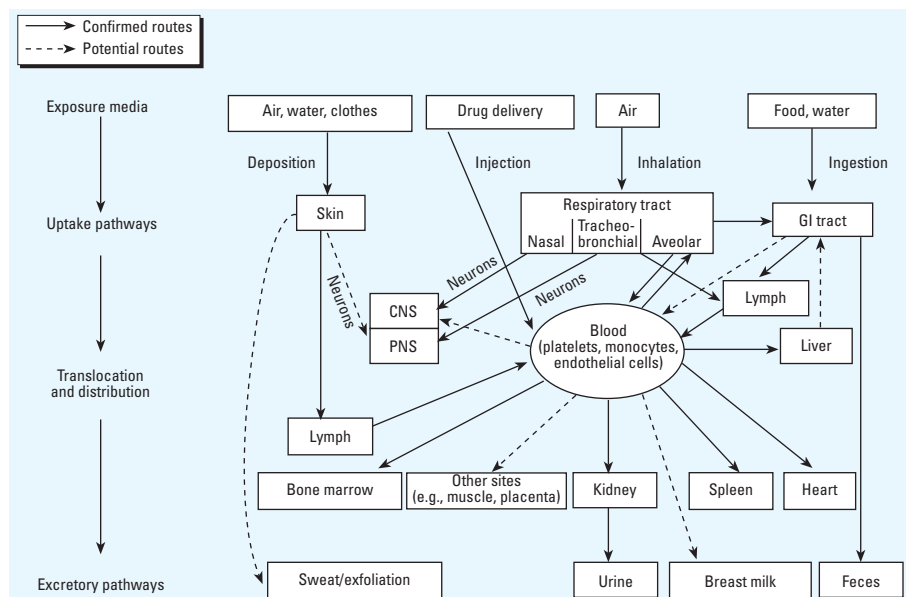 Confirmed routes
Potential routes
Exposure media
Air, water, clothes
Drug delivery
Air
Food, water
Deposition
Injection
Inhalation
Ingestion
Uptake pathways
Skin
Respiratory tract
Nasal
Tracheo-
bronchial
Aveolar
GI tract
Neurons
Neurons
Neurons
Lymph
CNS
PNS
Blood
(platelets, monocytes,
endothelial cells)
Liver
Translocation
and distribution
Lymph
Bone marrow
Other sites
(e.g., muscle, placenta)
Kidney
Spleen
Heart
Excretory pathways
Sweat/exfoliation
Urine
Breast milk
Feces